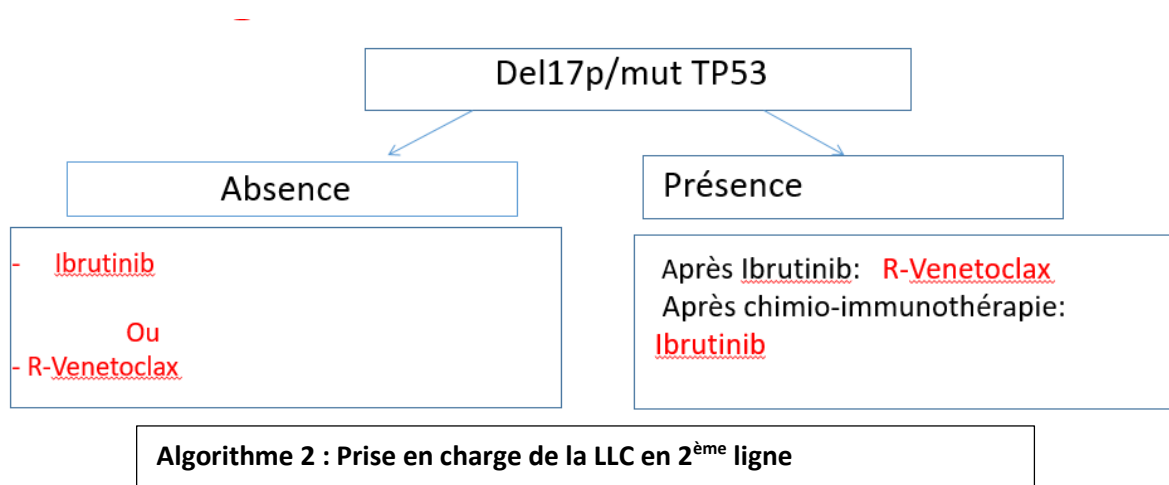 Del17p/mut TP53
Absence
Présence
- Ibrutinib
Ou
- R-Venetoclax
Après Ibrutinib: R-Venetoclax
Après chimio-immunothérapie:
Ibrutinib
Algorithme 2 : Prise en charge de la LLC en 2ème ligne